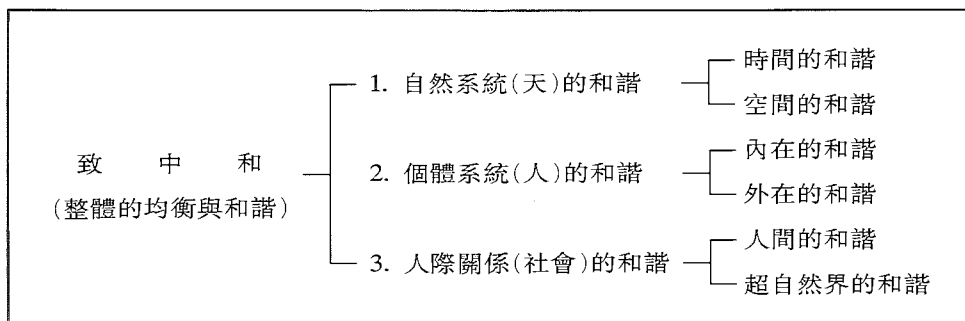 時間的和諧
1. 自然系統(天)的和諧
空間的和諧
致中和
內在的和諧
2. 個體系統(人)的和諧
(整體的均衡與和諧)
外在的和諧
人間的和諧
3. 人際關係(社會)的和諧
超自然界的和諧